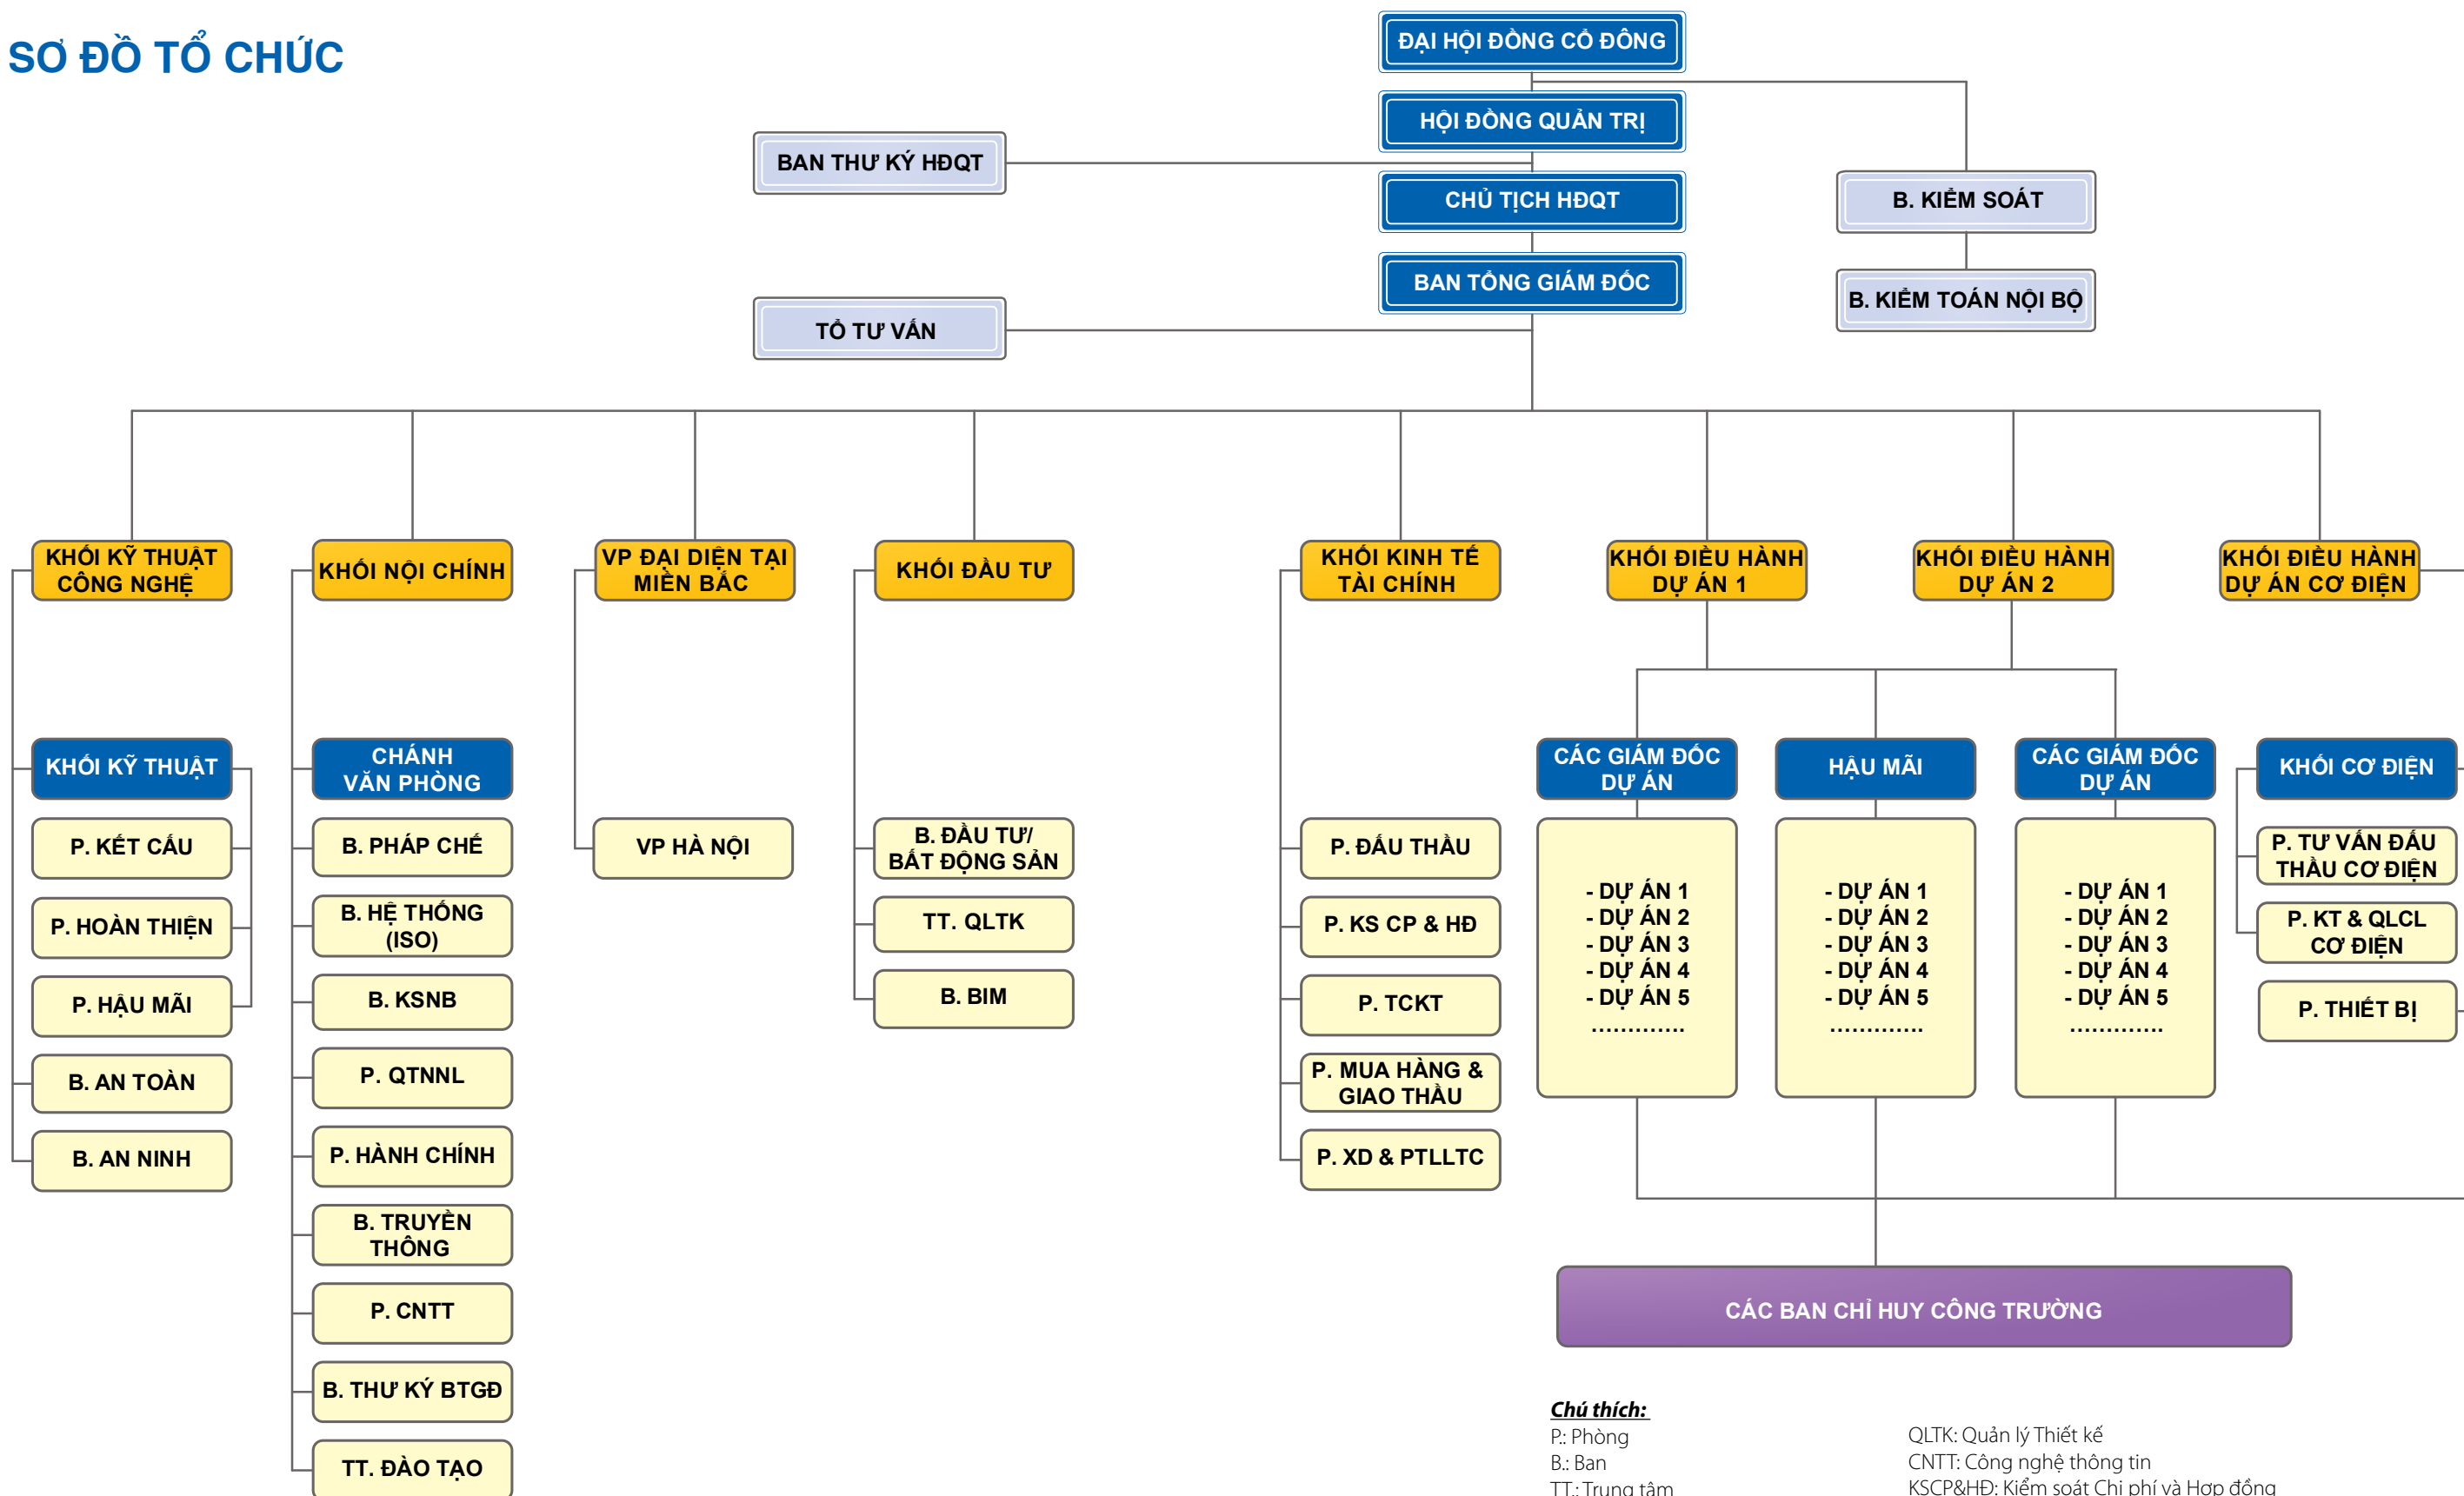 SƠ ĐỒ TỔ CHỨC
ĐẠI HỘI ĐỒNG CỔ ĐÔNG
HỘI ĐỒNG QUẢN TRỊ
BAN THƯ KÝ HĐQT
CHỦ TỊCH HĐQT
B. KIỂM SOÁT
BAN TỔNG GIÁM ĐỐC
B. KIỂM TOÁN NỘI BỘ
TỔ TƯ VẤN
KHỐI KỸ THUẬT
CÔNG NGHỆ
KHỐI NỘI CHÍNH
VP ĐẠI DIỆN TẠI
MIỀN BẮC
KHỐI ĐẦU TƯ
KHỐI KINH TẾ
TÀI CHÍNH
KHỐI ĐIỀU HÀNH
DỰ ÁN 1
KHỐI ĐIỀU HÀNH
DỰ ÁN 2
KHỐI ĐIỀU HÀNH
DỰ ÁN CƠ ĐIỆN
KHỐI KỸ THUẬT
P. KẾT CẤU
P. HOÀN THIỆN
P. HẬU MÃI
B. AN TOÀN
B. AN NINH
CHÁNH
VĂN PHÒNG
B. PHÁP CHẾ
B. HỆ THỐNG
(ISO)
B. KSNB
P. QTNNL
P. HÀNH CHÍNH
B. TRUYỀN
THÔNG
P. CNTT
B. THƯ KÝ BTGĐ
TT. ĐÀO TẠO
VP HÀ NỘI
B. ĐẦU TƯ/
BẤT ĐỘNG SẢN
TT. QLTK
B. BIM
P. ĐẤU THẦU
P. KS CP & HĐ
P. TCKT
P. MUA HÀNG &
GIAO THẦU
P. XD & PTLLTC
CÁC GIÁM ĐỐC
DỰ ÁN
- DỰ ÁN 1
- DỰ ÁN 2
- DỰ ÁN 3
- DỰ ÁN 4
- DỰ ÁN 5
.............
HẬU MÃI
- DỰ ÁN 1
- DỰ ÁN 2
- DỰ ÁN 3
- DỰ ÁN 4
- DỰ ÁN 5
.............
CÁC GIÁM ĐỐC
DỰ ÁN
- DỰ ÁN 1
- DỰ ÁN 2
- DỰ ÁN 3
- DỰ ÁN 4
- DỰ ÁN 5
.............
KHỐI CƠ ĐIỆN
P. TƯ VẤN ĐẤU
THẦU CƠ ĐIỆN
P. KT & QLCL
CƠ ĐIỆN
P. THIẾT BỊ
CÁC BAN CHỈ HUY CÔNG TRƯỜNG
Chú thích:
P.: Phòng
B.: Ban
TT.: Trung tâm
QLTK: Quản lý Thiết kế
CNTT: Công nghệ thông tin
KSCP&HĐ: Kiểm soát Chi phí và Hợp đồng